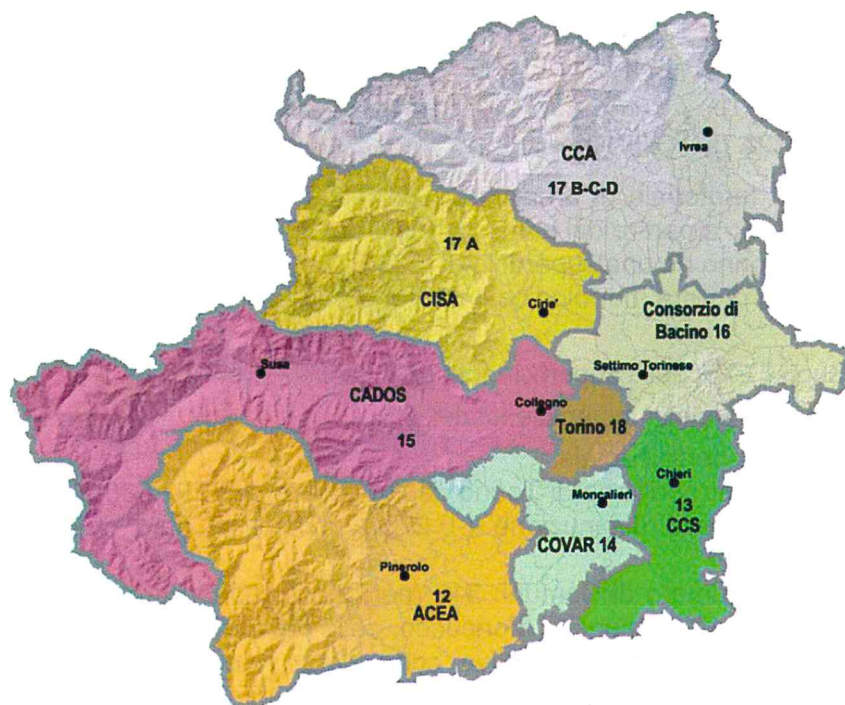 Ivrea
CCA
17 B-C-D
17 A
CISA
Ciria'
Consorzio di
Bacino 16
Settimo Torinese
Susa
CADOS
15
Collegno
Torino 18
Chieri
13
CCS
Moncalieri
COVAR 14
Pinerolo
12
ACEA